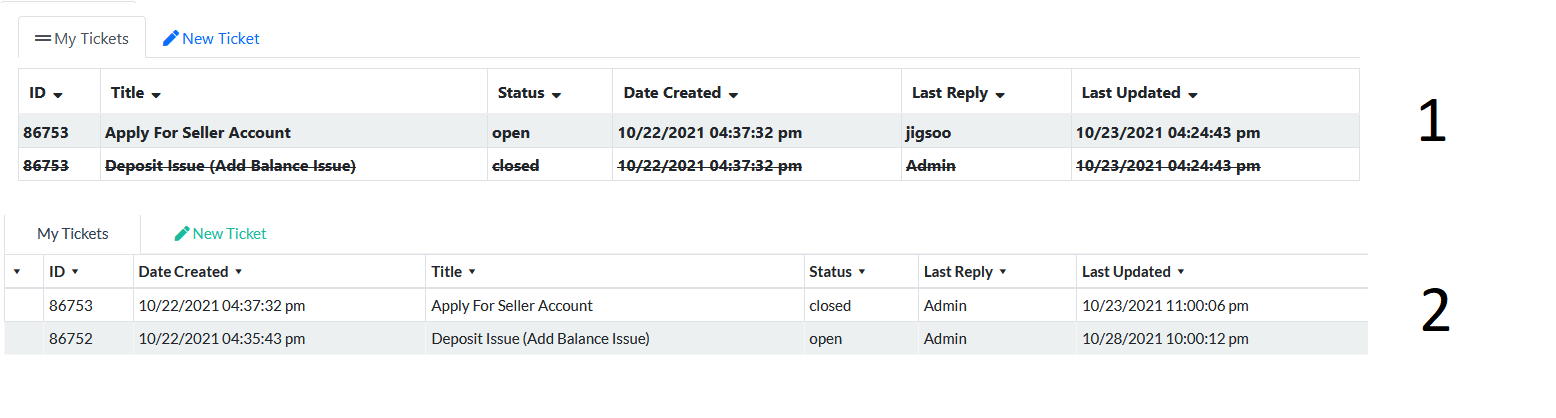 My Tickets New Ticket
ID Title Status Date Created Last Reply Last Updated
86753 Apply For Seller Account open 10/22/2021 04:37:32 pm jigsoo 10/23/2021 04:24:43 pm
86753 Deposit Issue (Add Balance Issue) closed 10/22/2021 04:37:32 pm Admin 10/23/2021 04:24:43 pm
1
My Tickets New Ticket
ID Date Created Title Status Last Reply Last Updated
86753 10/22/2021 04:37:32 pm Apply For Seller Account closed Admin 10/23/2021 11:00:06 pm
86752 10/22/2021 04:35:43 pm Deposit Issue (Add Balance Issue) open Admin 10/28/2021 10:00:12 pm
2